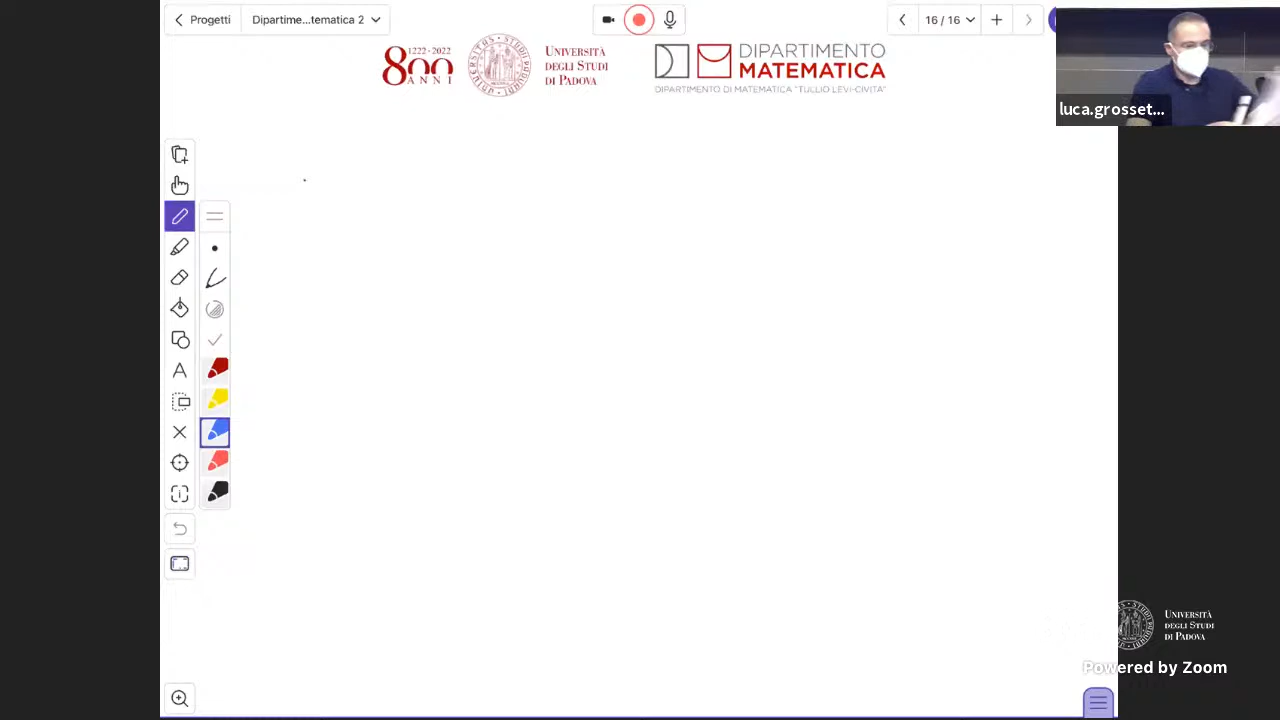 Progetti
Dipartime...tematica 2
16 / 16
1222-2022
800
ANNI
UNIVERSITÀ
DEGLI STUDI
DI PADOVA
DIPARTIMENTO
MATEMATICA
DIPARTIMENTO DI MATEMATICA "TULLIO LEVI-CIVITA"
luca.grosset...
A
UNIVERSITÀ
DEGLI STUDI
DI PADOVA
Powered by Zoom